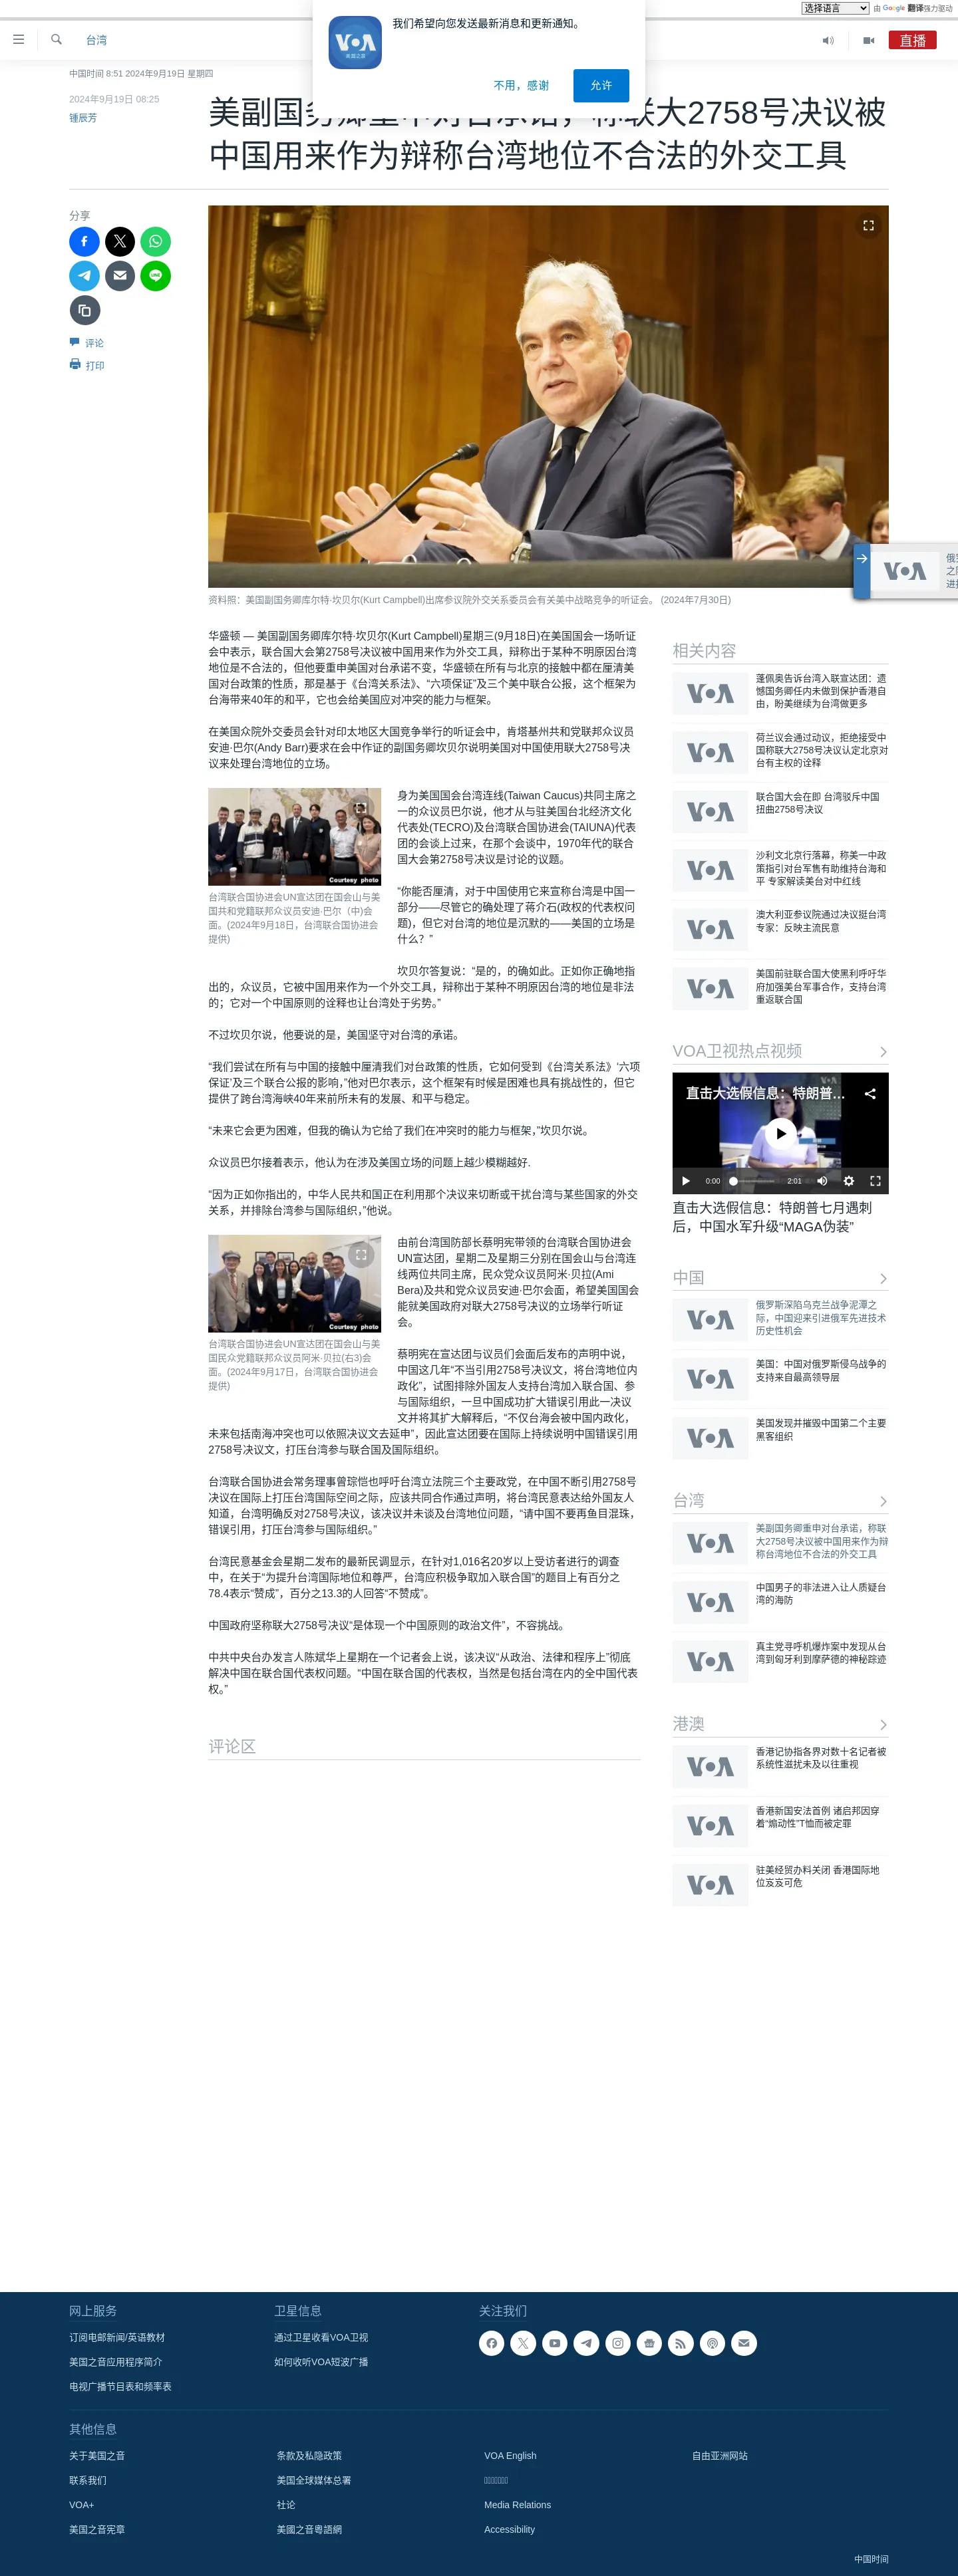 选择语言
由 Google 翻译强力驱动
我们希望向您发送最新消息和更新通知。
不用，感谢
允许
VOA
美国之音
台湾
直播
中国时间 8:51 2024年9月19日 星期四
2024年9月19日 08:25
锺辰芳
美副国务卿重申对台承诺，称联大2758号决议被
中国用来作为辩称台湾地位不合法的外交工具
分享
评论
打印
资料照：美国副国务卿库尔特·坎贝尔(Kurt Campbell)出席参议院外交关系委员会有关美中战略竞争的听证会。 (2024年7月30日)
VOA
华盛顿 — 美国副国务卿库尔特·坎贝尔(Kurt Campbell)星期三(9月18日)在美国国会一场听证
会中表示，联合国大会第2758号决议被中国用来作为外交工具，辩称出于某种不明原因台湾
地位是不合法的，但他要重申美国对台承诺不变，华盛顿在所有与北京的接触中都在厘清美
国对台政策的性质，那是基于《台湾关系法》、“六项保证”及三个美中联合公报，这个框架为
台海带来40年的和平，它也会给美国应对冲突的能力与框架。
在美国众院外交委员会针对印太地区大国竞争举行的听证会中，肯塔基州共和党联邦众议员
安迪·巴尔(Andy Barr)要求在会中作证的副国务卿坎贝尔说明美国对中国使用联大2758号决
议来处理台湾地位的立场。
Courtesy photo
台湾联合国协进会UN宣达团在国会山与美
国共和党籍联邦众议员安迪·巴尔（中)会
面。(2024年9月18日，台湾联合国协进会
提供)
身为美国国会台湾连线(Taiwan Caucus)共同主席之
一的众议员巴尔说，他才从与驻美国台北经济文化
代表处(TECRO)及台湾联合国协进会(TAIUNA)代表
团的会谈上过来，在那个会谈中，1970年代的联合
国大会第2758号决议是讨论的议题。
“你能否厘清，对于中国使用它来宣称台湾是中国一
部分——尽管它的确处理了蒋介石(政权的代表权问
题)，但它对台湾的地位是沉默的——美国的立场是
什么？”
坎贝尔答复说：“是的，的确如此。正如你正确地指
出的，众议员，它被中国用来作为一个外交工具，辩称出于某种不明原因台湾的地位是非法
的；它对一个中国原则的诠释也让台湾处于劣势。”
不过坎贝尔说，他要说的是，美国坚守对台湾的承诺。
“我们尝试在所有与中国的接触中厘清我们对台政策的性质，它如何受到《台湾关系法》‘六项
保证’及三个联合公报的影响，”他对巴尔表示，这个框架有时候是困难也具有挑战性的，但它
提供了跨台湾海峡40年来前所未有的发展、和平与稳定。
“未来它会更为困难，但我的确认为它给了我们在冲突时的能力与框架，”坎贝尔说。
众议员巴尔接着表示，他认为在涉及美国立场的问题上越少模糊越好.
“因为正如你指出的，中华人民共和国正在利用那个决议来切断或干扰台湾与某些国家的外交
关系，并排除台湾参与国际组织，”他说。
Courtesy photo
台湾联合国协进会UN宣达团在国会山与美
国民众党籍联邦众议员阿米·贝拉(右3)会
面。(2024年9月17日，台湾联合国协进会
提供)
由前台湾国防部长蔡明宪带领的台湾联合国协进会
UN宣达团，星期二及星期三分别在国会山与台湾连
线两位共同主席，民众党众议员阿米·贝拉(Ami
Bera)及共和党众议员安迪·巴尔会面，希望美国国会
能就美国政府对联大2758号决议的立场举行听证
会。
蔡明宪在宣达团与议员们会面后发布的声明中说，
中国这几年“不当引用2758号决议文，将台湾地位内
政化”，试图排除外国友人支持台湾加入联合国、参
与国际组织，一旦中国成功扩大错误引用此一决议
文并将其扩大解释后，“不仅台海会被中国内政化，
未来包括南海冲突也可以依照决议文去延申”，因此宣达团要在国际上持续说明中国错误引用
2758号决议文，打压台湾参与联合国及国际组织。
台湾联合国协进会常务理事曾琮恺也呼吁台湾立法院三个主要政党，在中国不断引用2758号
决议在国际上打压台湾国际空间之际，应该共同合作通过声明，将台湾民意表达给外国友人
知道，台湾明确反对2758号决议，该决议并未谈及台湾地位问题，“请中国不要再鱼目混珠，
错误引用，打压台湾参与国际组织。”
台湾民意基金会星期二发布的最新民调显示，在针对1,016名20岁以上受访者进行的调查
中，在关于“为提升台湾国际地位和尊严，台湾应积极争取加入联合国”的题目上有百分之
78.4表示“赞成”，百分之13.3的人回答“不赞成”。
中国政府坚称联大2758号决议“是体现一个中国原则的政治文件”，不容挑战。
中共中央台办发言人陈斌华上星期在一个记者会上说，该决议“从政治、法律和程序上”彻底
解决中国在联合国代表权问题。“中国在联合国的代表权，当然是包括台湾在内的全中国代表
权。”
评论区
相关内容
VOA
蓬佩奥告诉台湾入联宣达团：遗
憾国务卿任内未做到保护香港自
由，盼美继续为台湾做更多
VOA
荷兰议会通过动议，拒绝接受中
国称联大2758号决议认定北京对
台有主权的诠释
VOA
联合国大会在即 台湾驳斥中国
扭曲2758号决议
VOA
沙利文北京行落幕，称美一中政
策指引对台军售有助维持台海和
平 专家解读美台对中红线
VOA
澳大利亚参议院通过决议挺台湾
专家：反映主流民意
VOA
美国前驻联合国大使黑利呼吁华
府加强美台军事合作，支持台湾
重返联合国
VOA卫视热点视频
直击大选假信息：特朗普...
0:00
2:01
直击大选假信息：特朗普七月遇刺
后，中国水军升级“MAGA伪装”
中国
VOA
俄罗斯深陷乌克兰战争泥潭之
际，中国迎来引进俄军先进技术
历史性机会
VOA
美国：中国对俄罗斯侵乌战争的
支持来自最高领导层
VOA
美国发现并摧毁中国第二个主要
黑客组织
台湾
VOA
美副国务卿重申对台承诺，称联
大2758号决议被中国用来作为辩
称台湾地位不合法的外交工具
VOA
中国男子的非法进入让人质疑台
湾的海防
VOA
真主党寻呼机爆炸案中发现从台
湾到匈牙利到摩萨德的神秘踪迹
港澳
VOA
香港记协指各界对数十名记者被
系统性滋扰未及以往重视
VOA
香港新国安法首例 诸启邦因穿
着“煽动性”T恤而被定罪
VOA
驻美经贸办料关闭 香港国际地
位岌岌可危
网上服务
订阅电邮新闻/英语教材
美国之音应用程序简介
电视广播节目表和频率表
卫星信息
通过卫星收看VOA卫视
如何收听VOA短波广播
关注我们
其他信息
关于美国之音
联系我们
VOA+
美国之音宪章
条款及私隐政策
美国全球媒体总署
社论
美國之音粵語網
VOA English
Media Relations
Accessibility
自由亚洲网站
中国时间